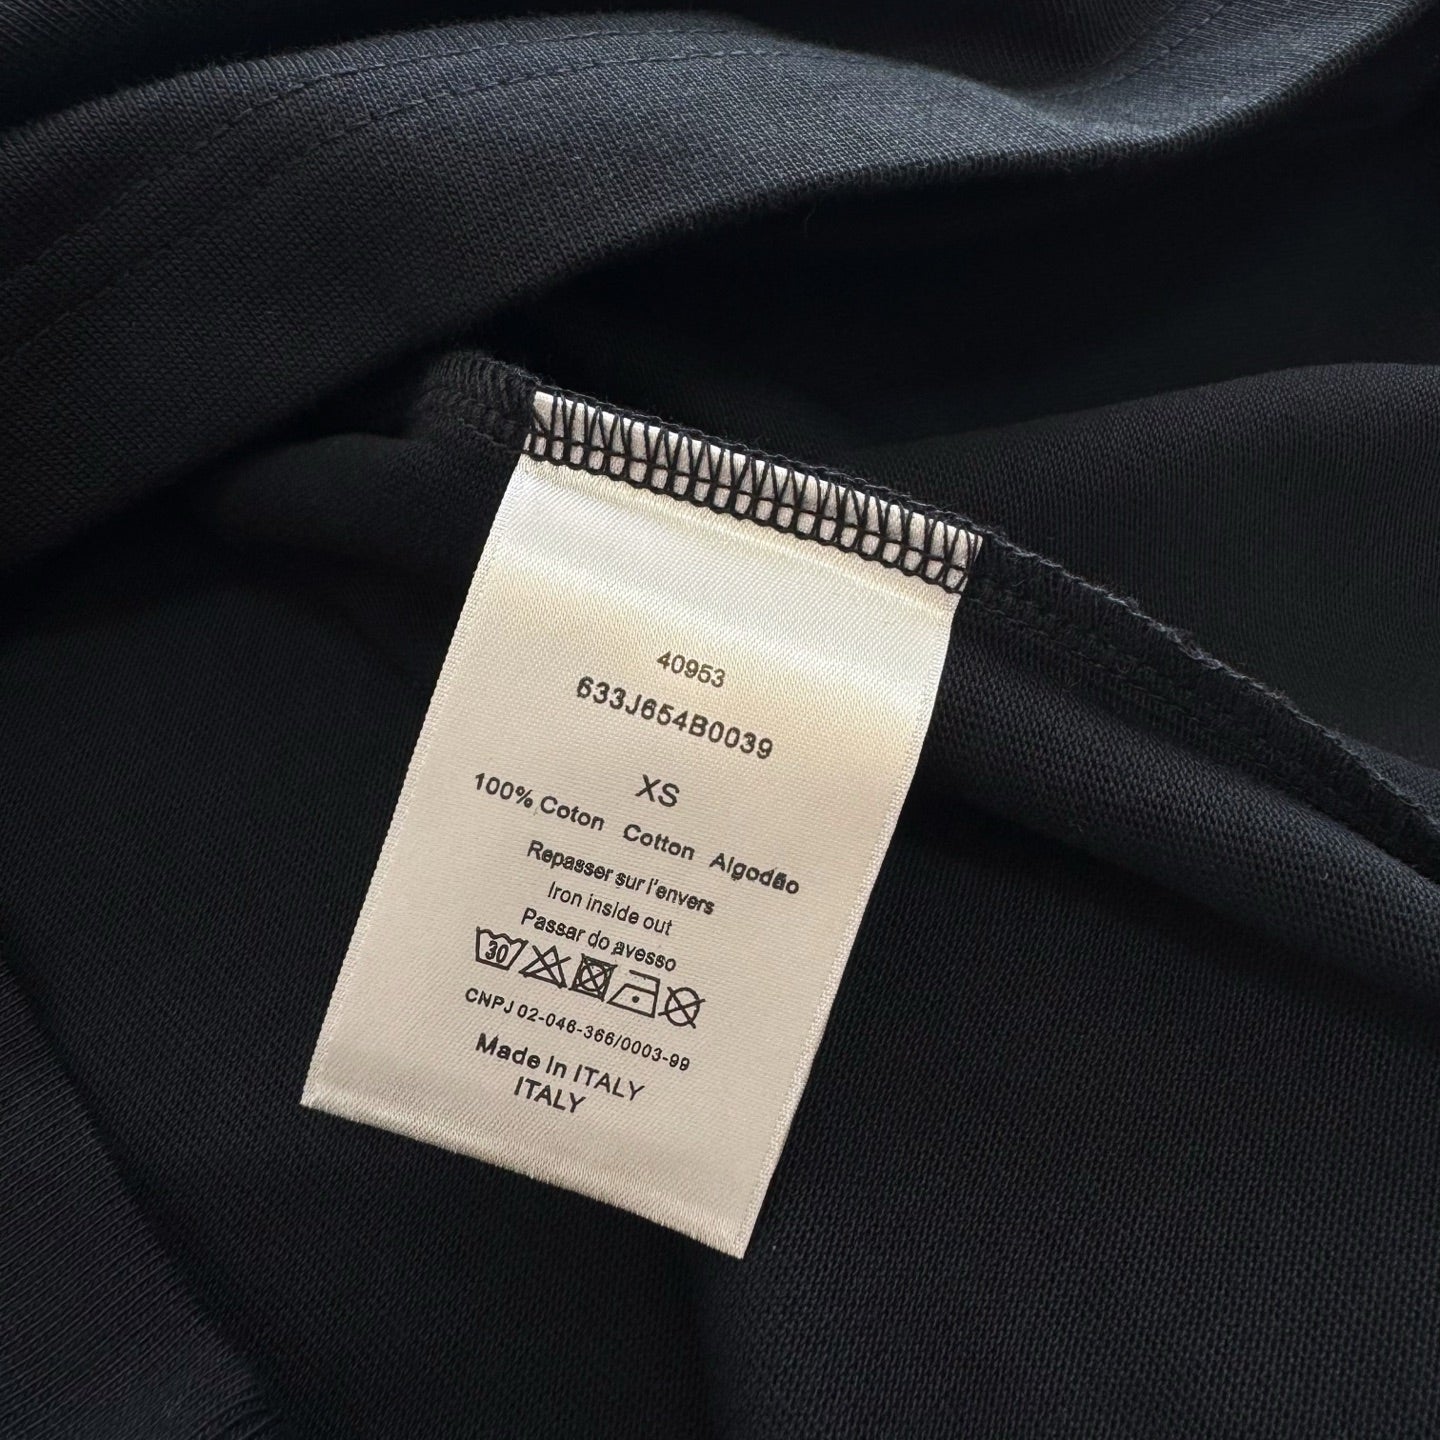 40953
633J654B0039
XS
100% Coton Cotton Algodão
Repasser sur l'envers
Iron inside out
Passar do avesso
30
CNPJ 02-046-366/0003-99
Made In ITALY
ITALY